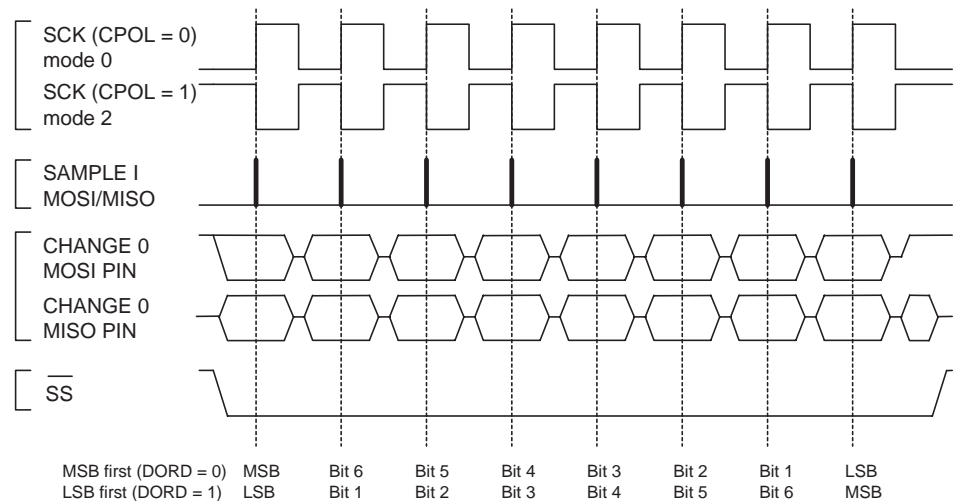 SCK (CPOL = 0)
mode 0
SCK (CPOL = 1)
mode 2
SAMPLE I
MOSI/MISO
CHANGE 0
MOSI PIN
CHANGE 0
MISO PIN
SS
MSB first (DORD = 0) MSB Bit 6 Bit 5 Bit 4 Bit 3 Bit 2 Bit 1 LSB
LSB first (DORD = 1) LSB Bit 1 Bit 2 Bit 3 Bit 4 Bit 5 Bit 6 MSB